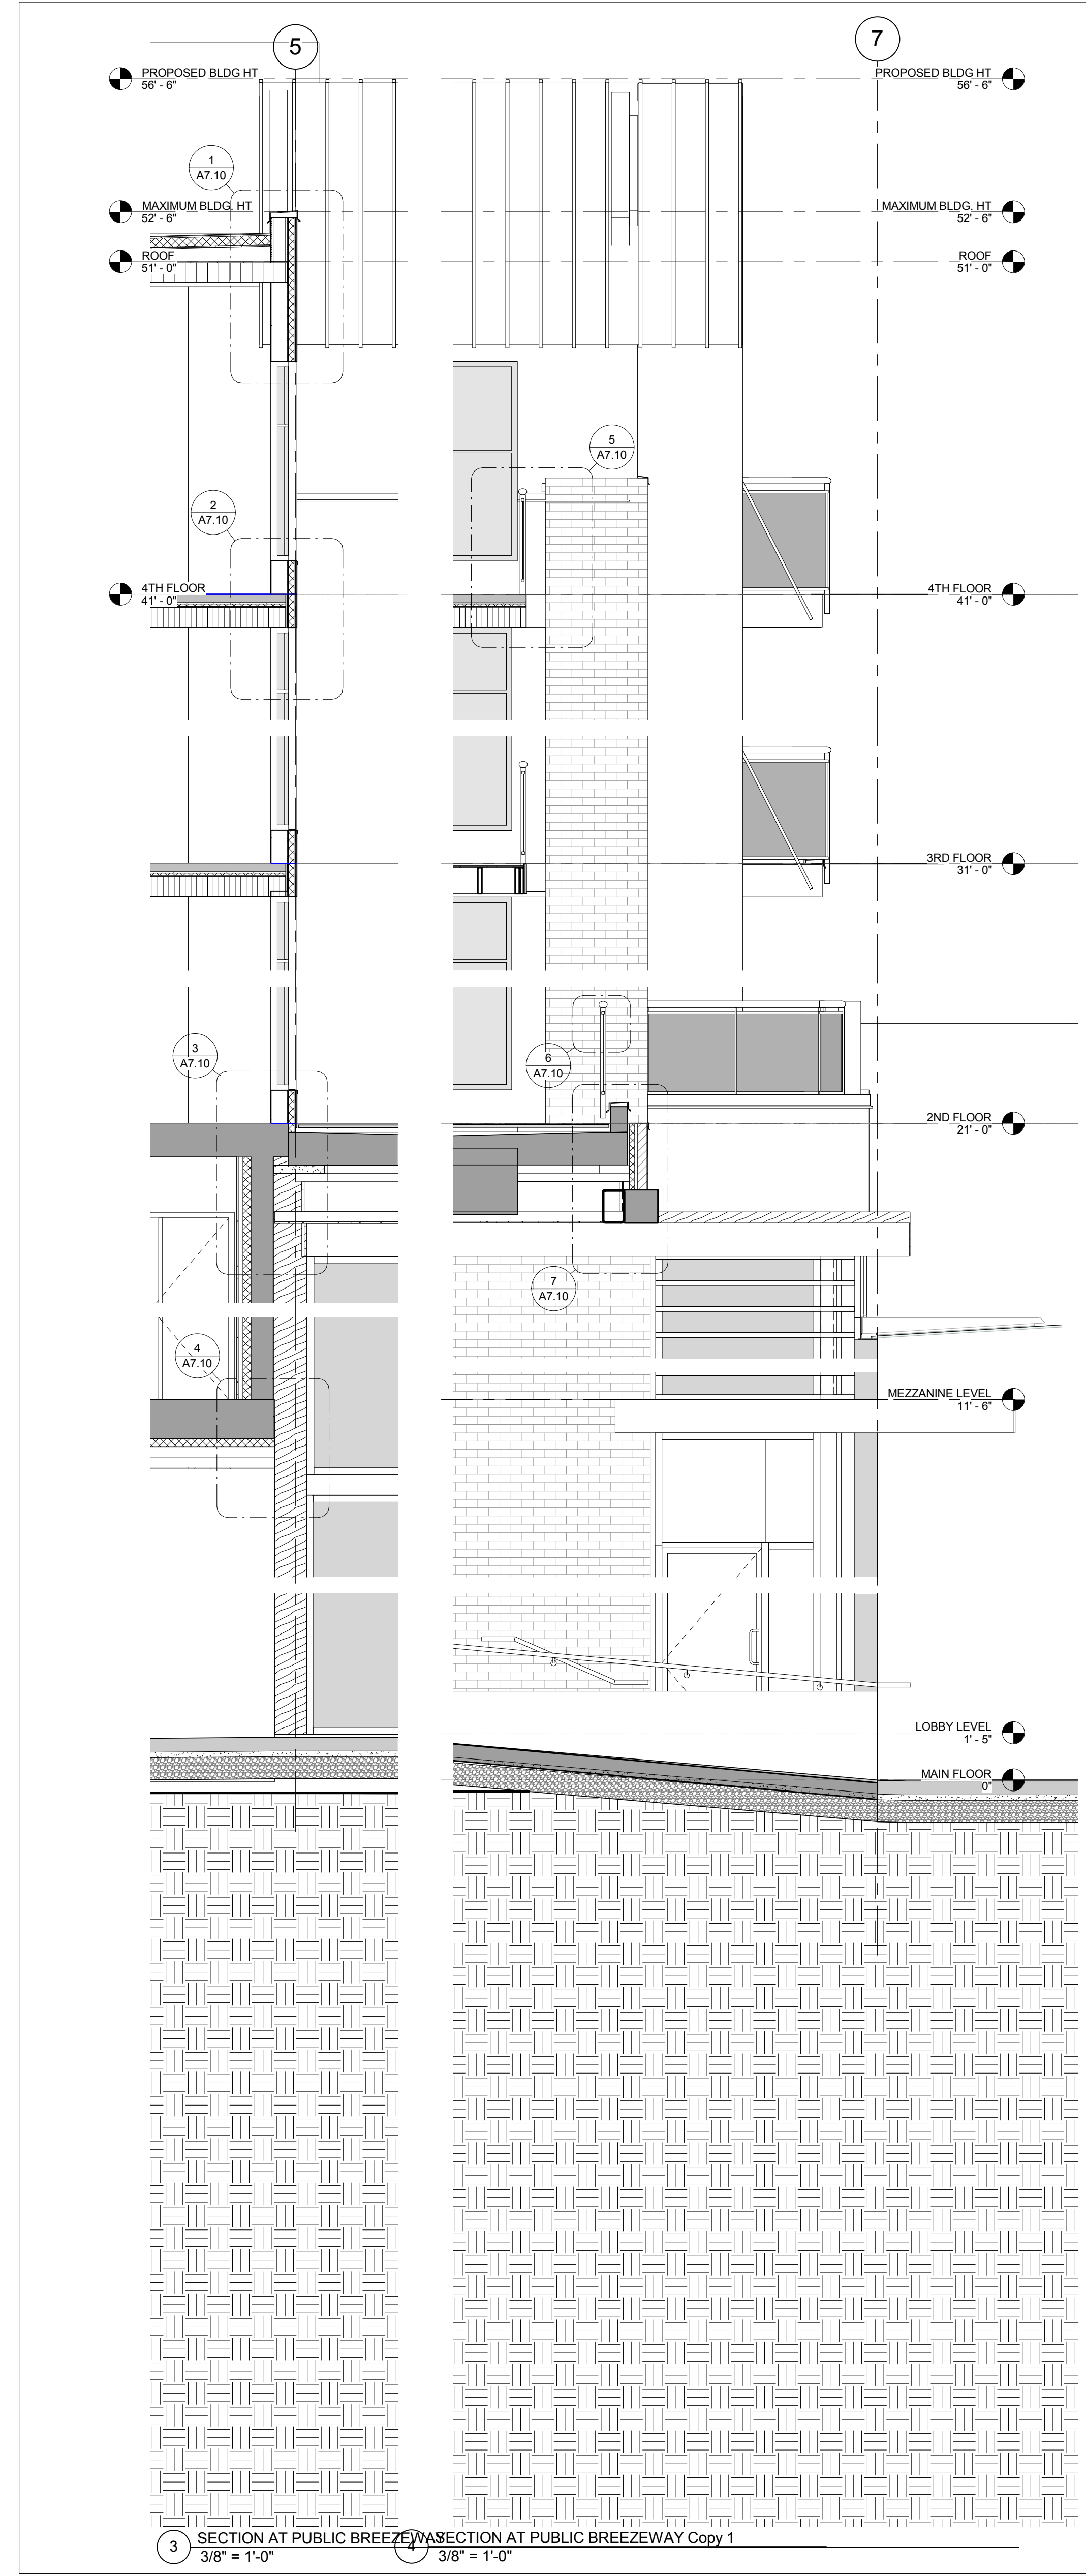 5
7
PROPOSED BLDG HT
56' - 6"
PROPOSED BLDG HT
56' - 6"
1
A7.10
MAXIMUM BLDG. HT
52' - 6"
MAXIMUM BLDG. HT
52' - 6"
ROOF
51' - 0"
ROOF
51' - 0"
5
A7.10
2
A7.10
4TH FLOOR
41' - 0"
4TH FLOOR
41' - 0"
3RD FLOOR
31' - 0"
3
A7.10
6
A7.10
2ND FLOOR
21' - 0"
7
A7.10
4
A7.10
MEZZANINE LEVEL
11' - 6"
LOBBY LEVEL
1' - 5"
MAIN FLOOR
0"
3
SECTION AT PUBLIC BREEZEWAY
3/8" = 1'-0"
4
SECTION AT PUBLIC BREEZEWAY Copy 1
3/8" = 1'-0"